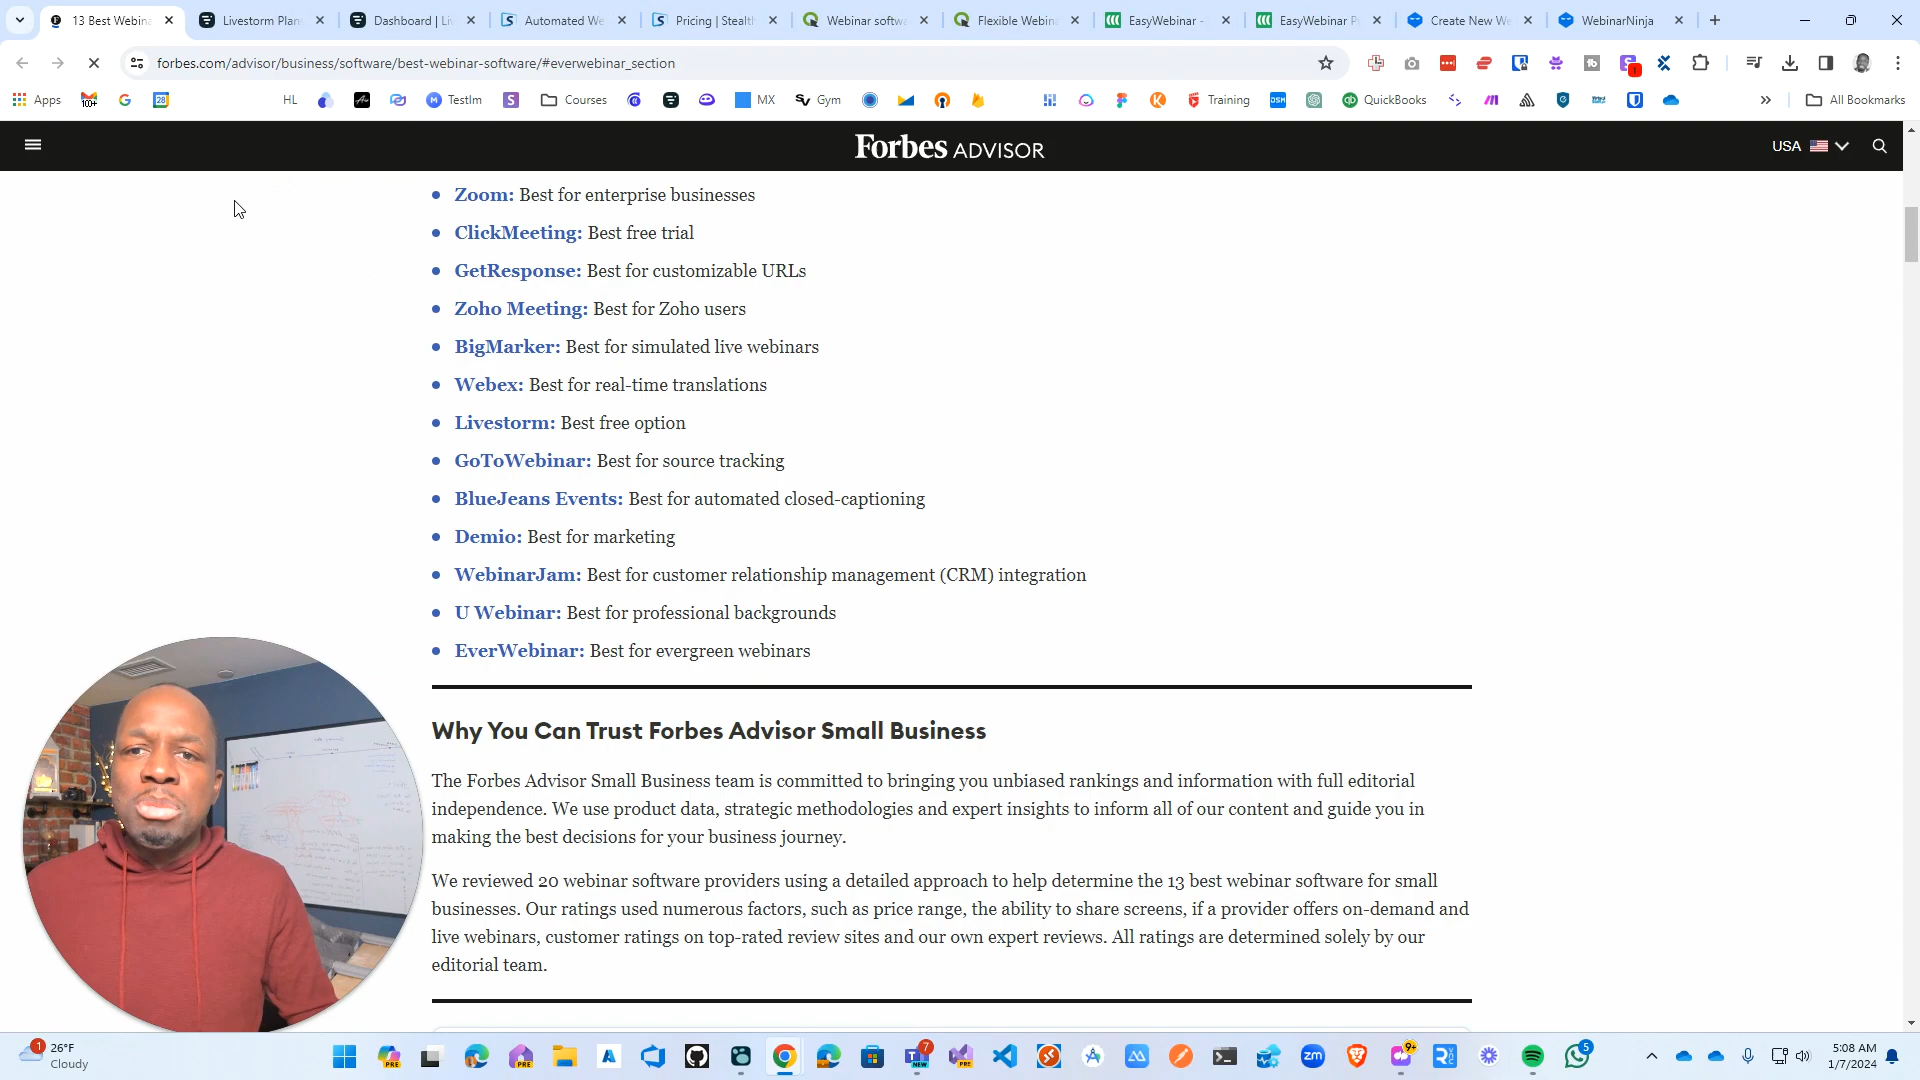 13 Best Webina
Livestorm Plan
Dashboard | Li
Automated We
Pricing | Stealt
Webinar softw
Flexible Webin
EasyWebinar -
EasyWebinar P
Create New W
WebinarNinja
forbes.com/advisor/business/software/best-webinar-software/#everwebinar_section
Apps
HL
TestIm
Courses
MX
Gym
Training
QuickBooks
All Bookmarks
Forbes ADVISOR
USA
Zoom: Best for enterprise businesses
ClickMeeting: Best free trial
GetResponse: Best for customizable URLs
Zoho Meeting: Best for Zoho users
BigMarker: Best for simulated live webinars
Webex: Best for real-time translations
Livestorm: Best free option
GoToWebinar: Best for source tracking
BlueJeans Events: Best for automated closed-captioning
Demio: Best for marketing
WebinarJam: Best for customer relationship management (CRM) integration
U Webinar: Best for professional backgrounds
EverWebinar: Best for evergreen webinars
Why You Can Trust Forbes Advisor Small Business
The Forbes Advisor Small Business team is committed to bringing you unbiased rankings and information with full editorial
independence. We use product data, strategic methodologies and expert insights to inform all of our content and guide you in
making the best decisions for your business journey.
We reviewed 20 webinar software providers using a detailed approach to help determine the 13 best webinar software for small
businesses. Our ratings used numerous factors, such as price range, the ability to share screens, if a provider offers on-demand and
live webinars, customer ratings on top-rated review sites and our own expert reviews. All ratings are determined solely by our
editorial team.
1
26°F
Cloudy
PRE
PRE
7
NEW
PRE
zm
9+
5
5:08 AM
1/7/2024